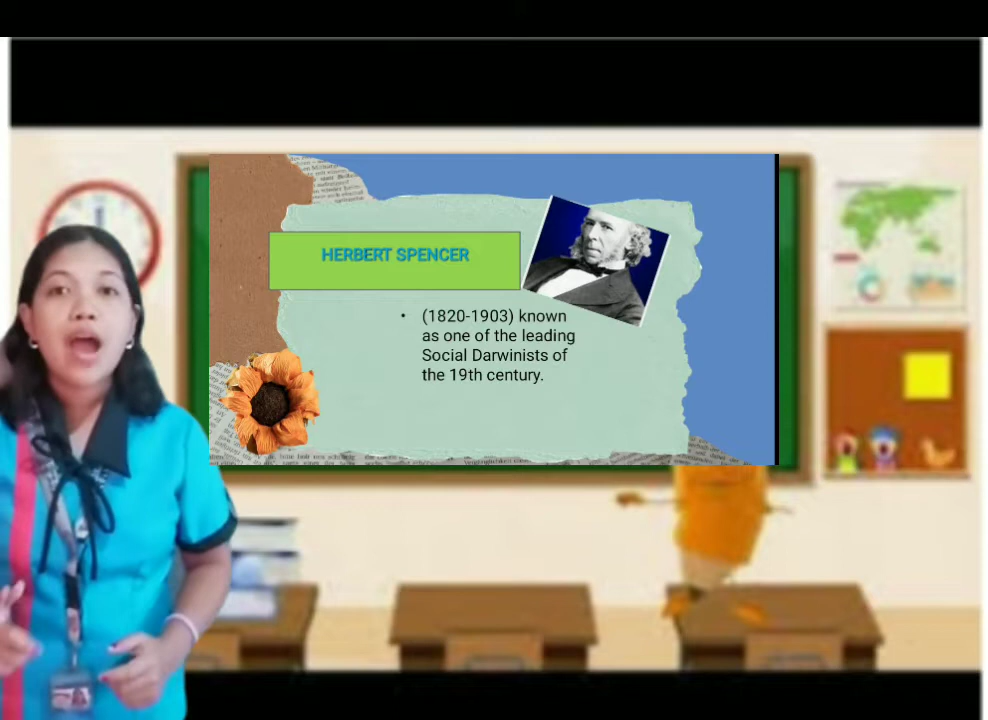 HERBERT SPENCER
• (1820-1903) known
as one of the leading
Social Darwinists of
the 19th century.